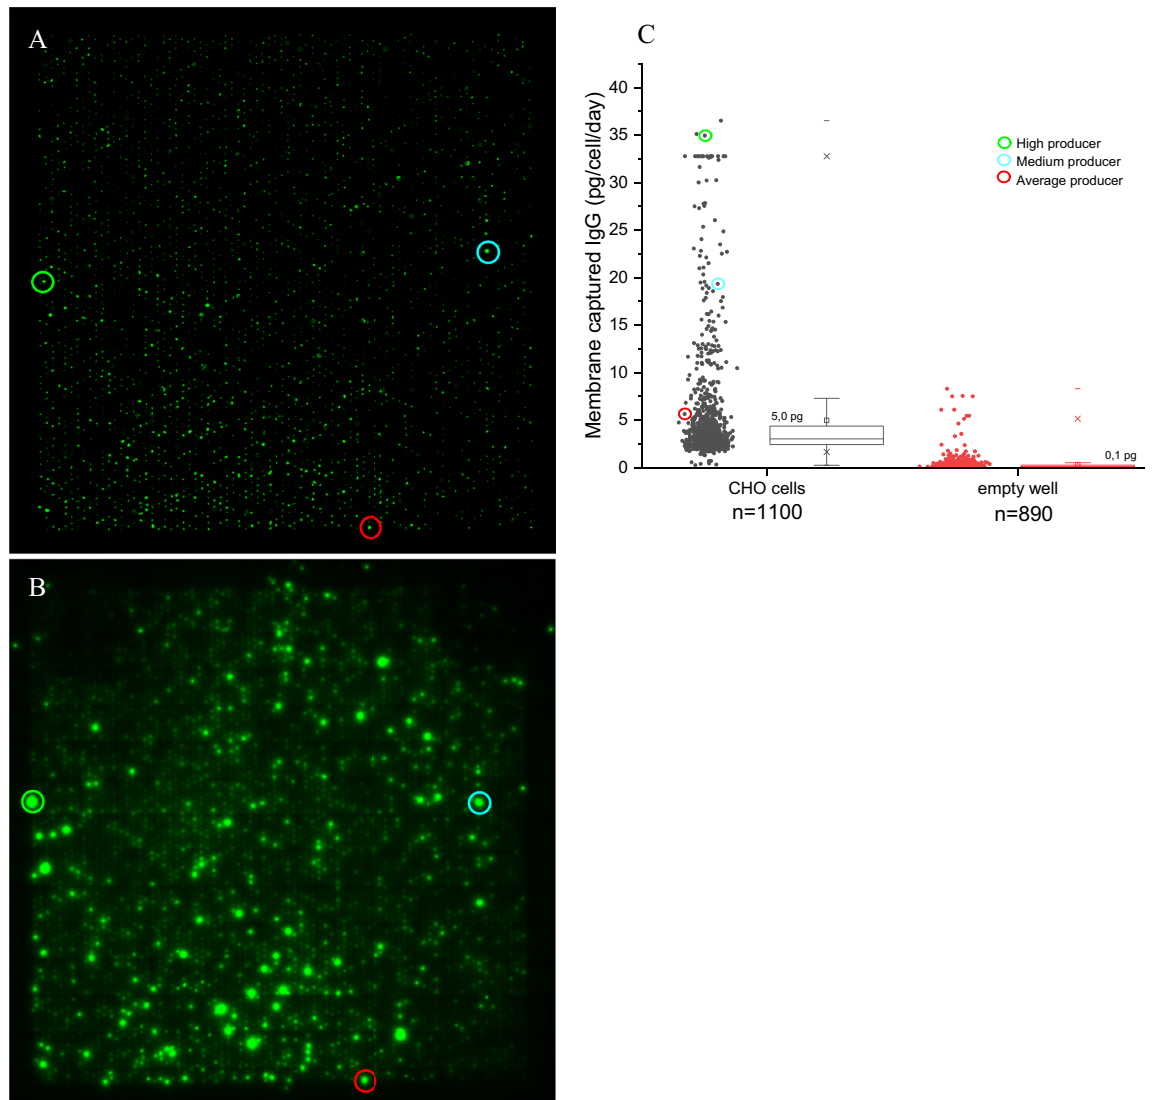 A
B
C
Membrane captured IgG (pg/cell/day)
40
35
30
25
20
15
10
5
0
High producer
Medium producer
Average producer
5,0 pg
0,1 pg
CHO cells
empty well
n=1100
n=890